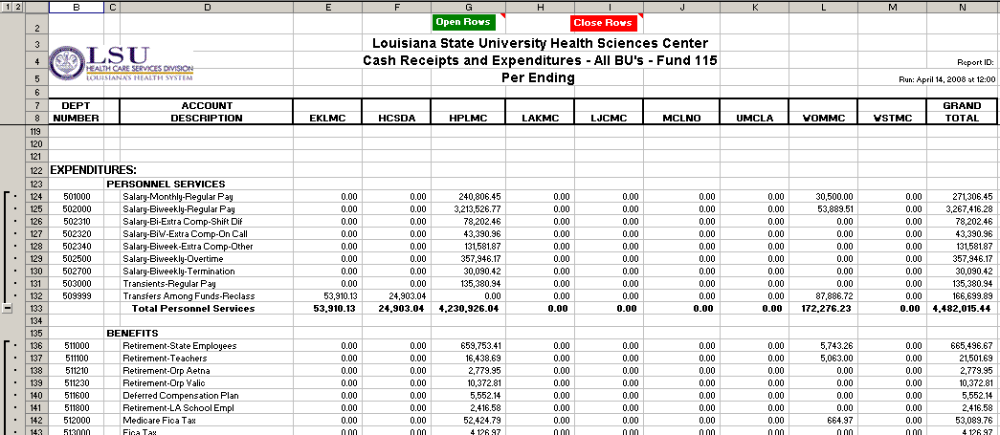 1 2 B C D E F G H I J K L M N
2 Open Rows Close Rows
3 Louisiana State University Health Sciences Center
LSU
HEALTH CARE SERVICES DIVISION
LOUISIANA'S HEALTH SYSTEM
4 Cash Receipts and Expenditures - All BU's - Fund 115 Report ID:
5 Per Ending Run: April 14, 2008 at 12:00
6
7 DEPT ACCOUNT GRAND
8 NUMBER DESCRIPTION EKLMC HCSDA HPLMC LAKMC LJCMC MCLNO UMCLA WOMMC WSTMC TOTAL
119
120
121
122 EXPENDITURES:
123 PERSONNEL SERVICES
124 501000 Salary-Monthly-Regular Pay 0.00 0.00 240,806.45 0.00 0.00 0.00 0.00 30,500.00 0.00 271,306.45
125 502000 Salary-Biweekly-Regular Pay 0.00 0.00 3,213,526.77 0.00 0.00 0.00 0.00 53,889.51 0.00 3,267,416.28
126 502310 Salary-Bi-Extra Comp-Shift Dif 0.00 0.00 78,202.46 0.00 0.00 0.00 0.00 0.00 0.00 78,202.46
127 502320 Salary-BiW-Extra Comp-On Call 0.00 0.00 43,390.96 0.00 0.00 0.00 0.00 0.00 0.00 43,390.96
128 502340 Salary-Biweek-Extra Comp-Other 0.00 0.00 131,581.87 0.00 0.00 0.00 0.00 0.00 0.00 131,581.87
129 502500 Salary-Biweekly-Overtime 0.00 0.00 357,946.17 0.00 0.00 0.00 0.00 0.00 0.00 357,946.17
130 502700 Salary-Biweekly-Termination 0.00 0.00 30,090.42 0.00 0.00 0.00 0.00 0.00 0.00 30,090.42
131 503000 Transients-Regular Pay 0.00 0.00 135,380.94 0.00 0.00 0.00 0.00 0.00 0.00 135,380.94
132 509999 Transfers Among Funds-Reclass 53,910.13 24,903.04 0.00 0.00 0.00 0.00 0.00 87,886.72 0.00 166,699.89
133 Total Personnel Services 53,910.13 24,903.04 4,230,926.04 0.00 0.00 0.00 0.00 172,276.23 0.00 4,482,015.44
134
135 BENEFITS
136 511000 Retirement-State Employees 0.00 0.00 659,753.41 0.00 0.00 0.00 0.00 5,743.26 0.00 665,496.67
137 511100 Retirement-Teachers 0.00 0.00 16,438.69 0.00 0.00 0.00 0.00 5,063.00 0.00 21,501.69
138 511210 Retirement-Orp Aetna 0.00 0.00 2,779.95 0.00 0.00 0.00 0.00 0.00 0.00 2,779.95
139 511230 Retirement-Orp Valic 0.00 0.00 10,372.81 0.00 0.00 0.00 0.00 0.00 0.00 10,372.81
140 511600 Deferred Compensation Plan 0.00 0.00 5,552.14 0.00 0.00 0.00 0.00 0.00 0.00 5,552.14
141 511800 Retirement-LA School Empl 0.00 0.00 2,416.58 0.00 0.00 0.00 0.00 0.00 0.00 2,416.58
142 512000 Medicare Fica Tax 0.00 0.00 52,424.79 0.00 0.00 0.00 0.00 664.97 0.00 53,089.76
143 513000 Fica Tax 0.00 0.00 4,126.97 0.00 0.00 0.00 0.00 0.00 0.00 4,126.97